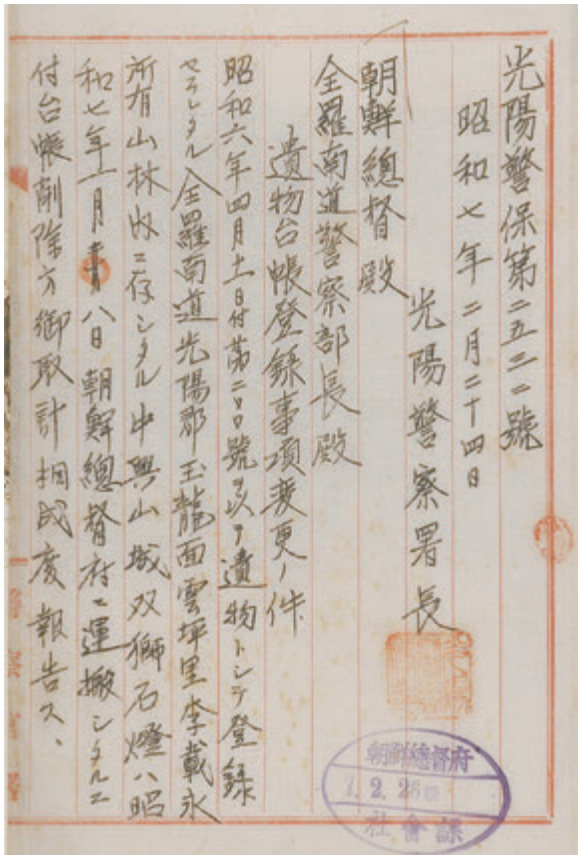 光陽警保第二五三二號
昭和七年二月二十四日
光陽警察署長
朝鮮總督殿
全羅南道警察部長殿
遺物台帳登録事項変更ノ件
昭和六年四月十一日付第二〇〇號ヲ以テ遺物トシテ登録
セラレタル全羅南道光陽郡玉龍面雲坪里李載永
所有山林内ニ存シタル中興山城双獅石燈ハ昭
和七年一月 八日朝鮮總督府ニ運搬シタルニ
付台帳削除方御取計相成度報告ス、
朝鮮總督府
7. 2. 26
社會課